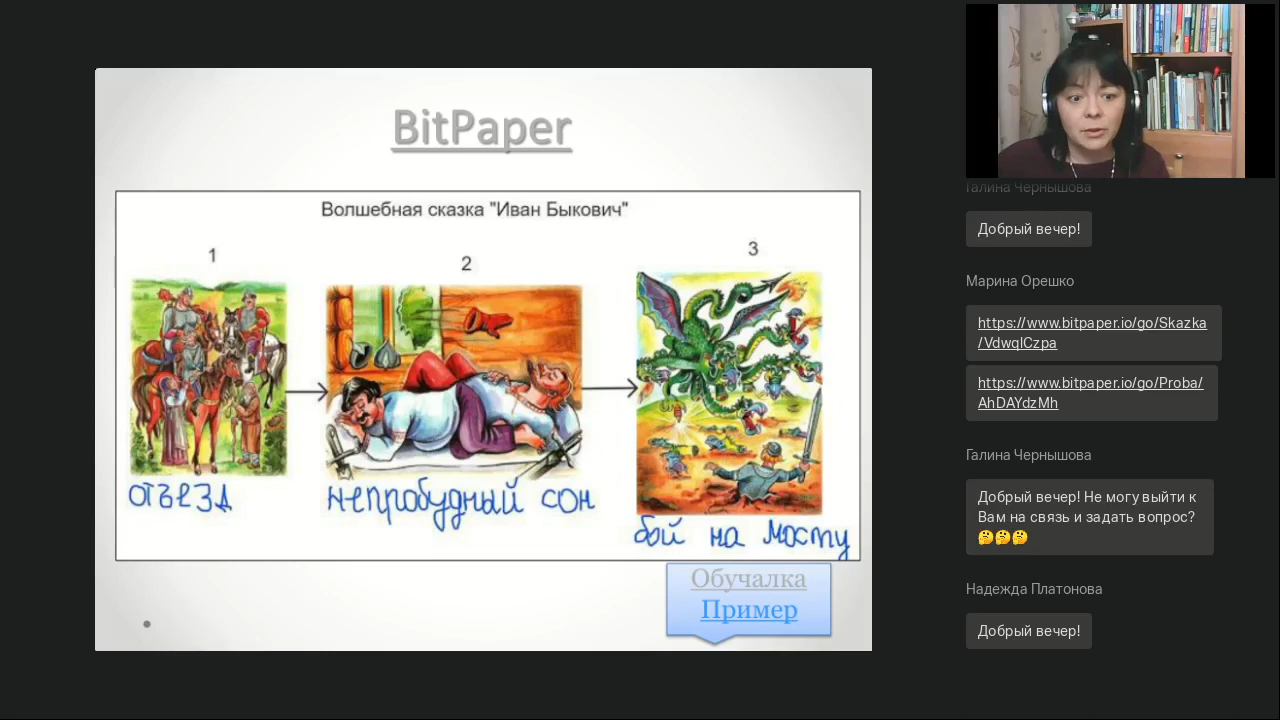 BitPaper
Волшебная сказка "Иван Быкович"
1
2
3
отъезд
непробудный сон
бой на мосту
Обучалка
Пример
Галина Чернышова
Добрый вечер!
Марина Орешко
https://www.bitpaper.io/go/Skazka
/VdwqlCzpa
https://www.bitpaper.io/go/Proba/
AhDAYdzMh
Галина Чернышова
Добрый вечер! Не могу выйти к
Вам на связь и задать вопрос?
🤔🤔🤔
Надежда Платонова
Добрый вечер!